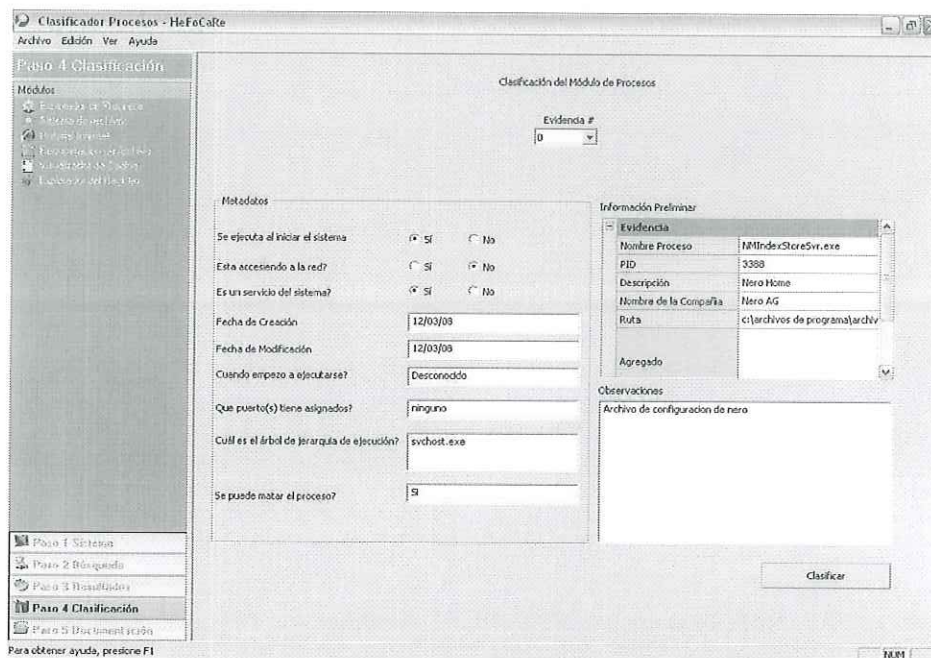 Clasificador Procesos - HeFoCaRe
Archivo Edición Ver Ayuda
Paso 4 Clasificación
Módulos
Clasificación del Módulo de Procesos
Evidencia #
0
Metadatos
Se ejecuta al iniciar el sistema Sí No
Esta accesiendo a la red? Sí No
Es un servicio del sistema? Sí No
Fecha de Creación 12/03/08
Fecha de Modificación 12/03/08
Cuando empezo a ejecutarse? Desconocido
Que puerto(s) tiene asignados? ninguno
Cuál es el árbol de jerarquía de ejecución? svchost.exe
Se puede matar el proceso? Si
Información Preliminar
Evidencia
Nombre Proceso NMIndexStoreSvr.exe
PID 3388
Descripción Nero Home
Nombre de la Compañia Nero AG
Ruta c:\archivos de programa\archiv
Agregado
Observaciones
Archivo de configuracion de nero
Clasificar
Paso 1 Sistema
Paso 2 Búsqueda
Paso 3 Resultados
Paso 4 Clasificación
Paso 5 Documentación
Para obtener ayuda, presione F1
NUM